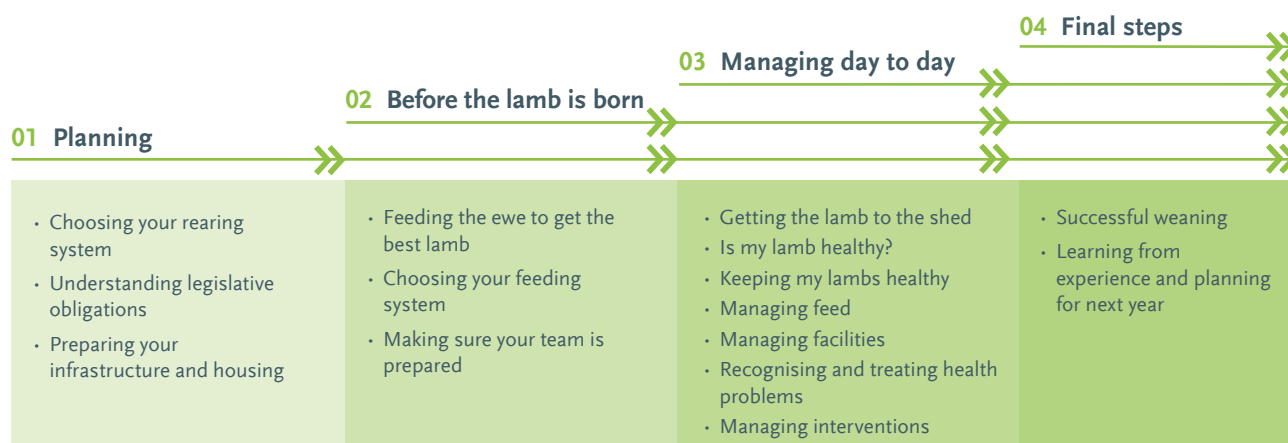 01 Planning
• Choosing your rearing
system
• Understanding legislative
obligations
• Preparing your
infrastructure and housing
02 Before the lamb is born
• Feeding the ewe to get the
best lamb
• Choosing your feeding
system
• Making sure your team is
prepared
03 Managing day to day
• Getting the lamb to the shed
• Is my lamb healthy?
• Keeping my lambs healthy
• Managing feed
• Managing facilities
• Recognising and treating health
problems
• Managing interventions
04 Final steps
• Successful weaning
• Learning from
experience and planning
for next year